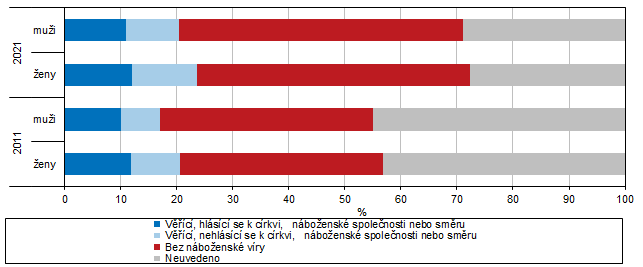 2021
muži
ženy
2011
muži
ženy
0 10 20 30 40 50 60 70 80 90 100
%
Věřící, hlásící se k církvi, náboženské společnosti nebo směru
Věřící, nehlásící se k církvi, náboženské společnosti nebo směru
Bez náboženské víry
Neuvedeno